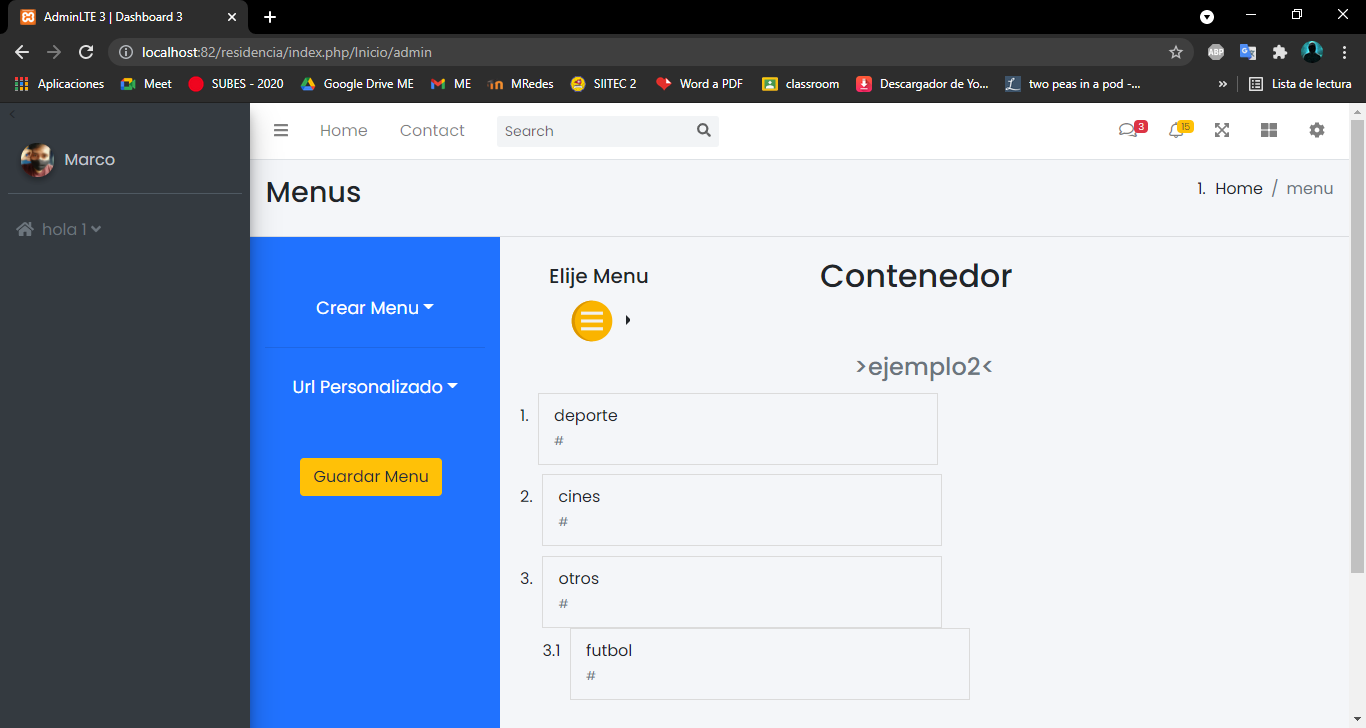 AdminLTE 3 | Dashboard 3
localhost:82/residencia/index.php/Inicio/admin
ABP
Aplicaciones Meet SUBES - 2020 Google Drive ME ME MRedes SIITEC 2 Word a PDF classroom Descargador de Yo... two peas in a pod -... » Lista de lectura
Marco
hola 1
Home Contact Search 3 15
Menus
1. Home / menu
Crear Menu
Url Personalizado
Guardar Menu
Elije Menu
Contenedor
>ejemplo2<
1. deporte
#
2. cines
#
3. otros
#
3.1 futbol
#